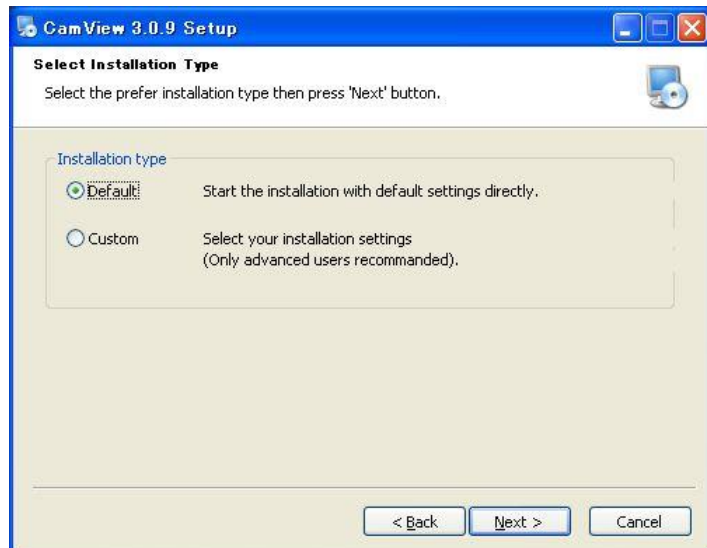 CamView 3.0.9 Setup
Select Installation Type
Select the prefer installation type then press 'Next' button.
Installation type
Default Start the installation with default settings directly.
Custom Select your installation settings
(Only advanced users recommanded).
< Back Next > Cancel